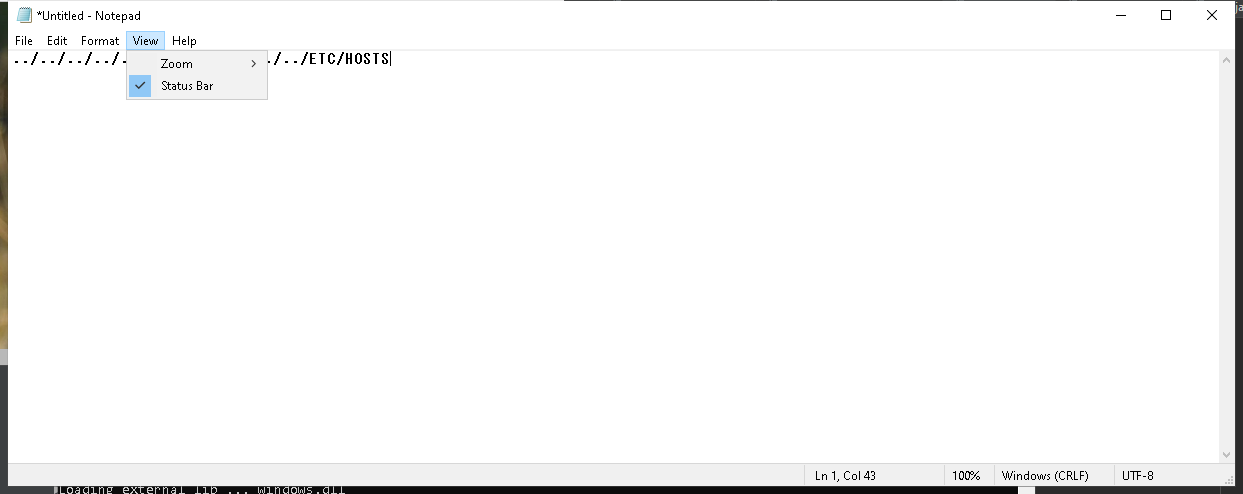 *Untitled - Notepad
File Edit Format View Help
../../../../. /../ETC/HOSTS
Zoom
Status Bar
Ln 1, Col 43
100%
Windows (CRLF)
UTF-8
Loading external lib ... windows.dll